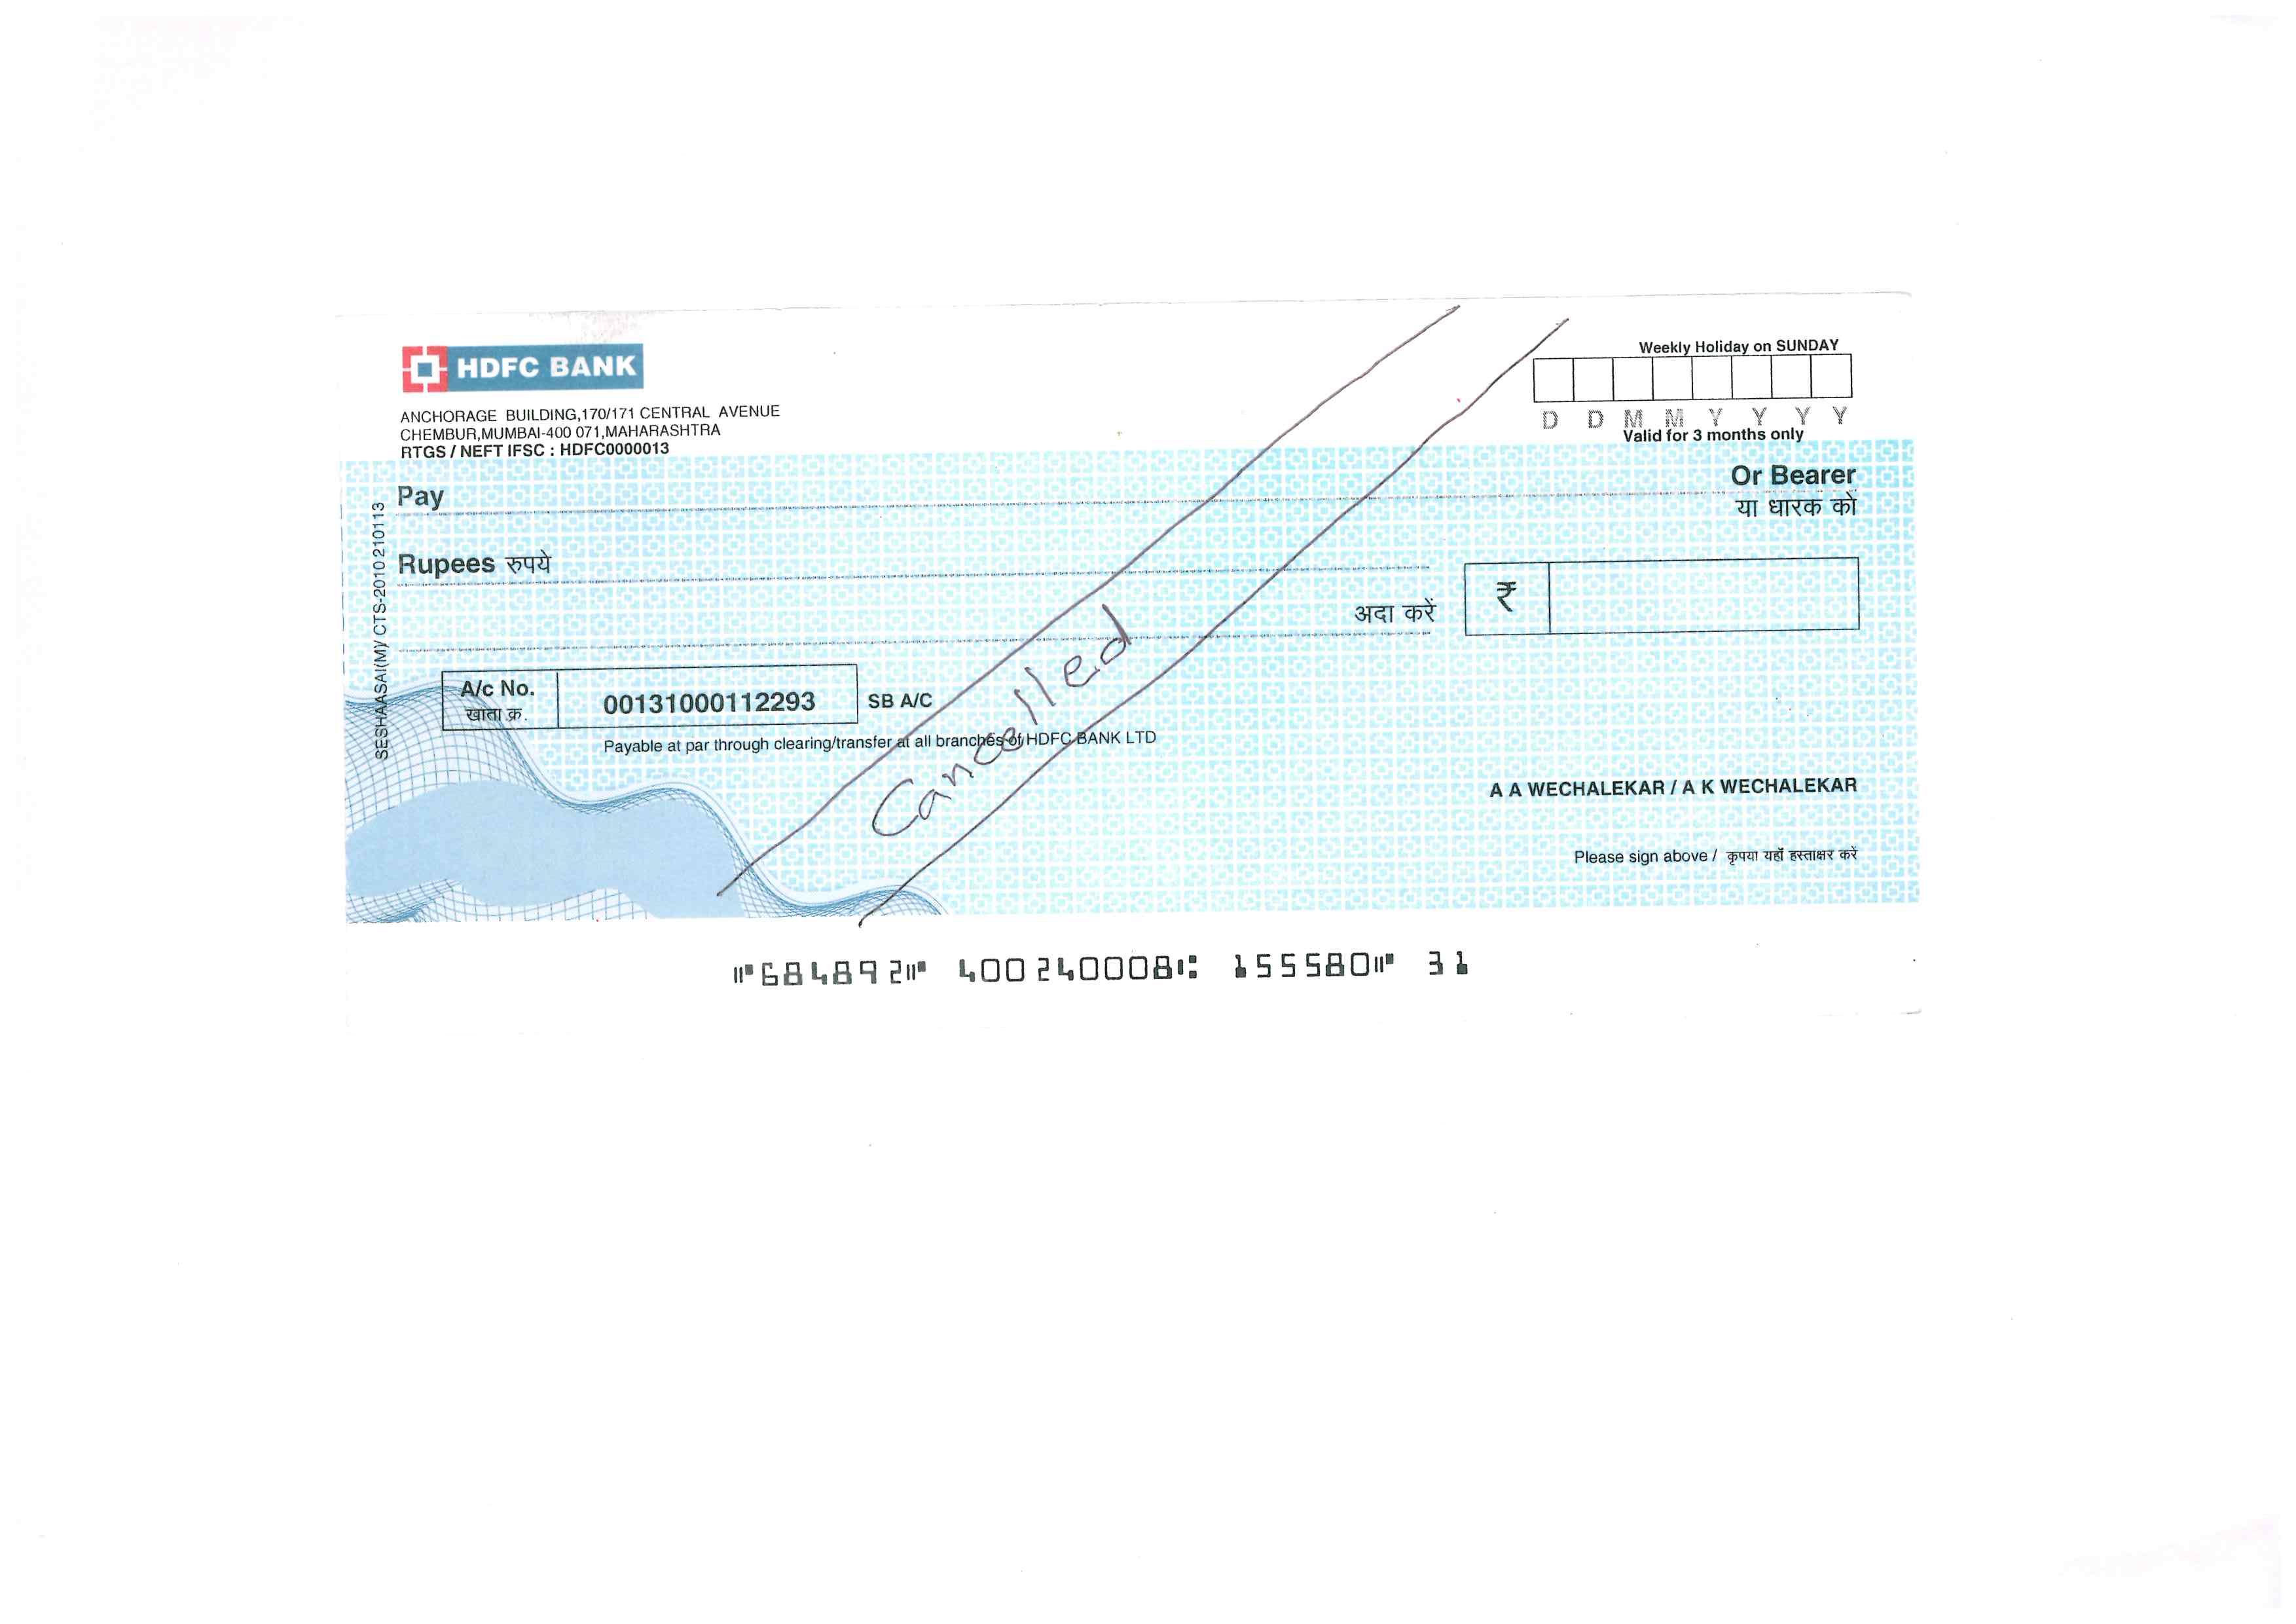 HDFC BANK
Weekly Holiday on SUNDAY
ANCHORAGE BUILDING,170/171 CENTRAL AVENUE
CHEMBUR,MUMBAI-400 071,MAHARASHTRA
RTGS / NEFT IFSC : HDFC0000013
D D M M Y Y Y Y
Valid for 3 months only
Pay
Or Bearer
या धारक को
Rupees रुपये
अदा करें
₹
A/c No.
खाता क्र.
00131000112293
SB A/C
Payable at par through clearing/transfer at all branches of HDFC BANK LTD
Cancelled
A A WECHALEKAR / A K WECHALEKAR
Please sign above / कृपया यहाँ हस्ताक्षर करें
SESHAASAI(M)/ CTS-2010 210113
⑈684892⑈ 400240008⑆ 155580⑈ 31